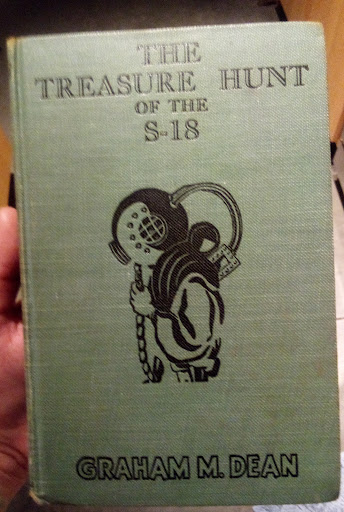 THE
TREASURE HUNT
OF THE
S-18
GRAHAM M. DEAN